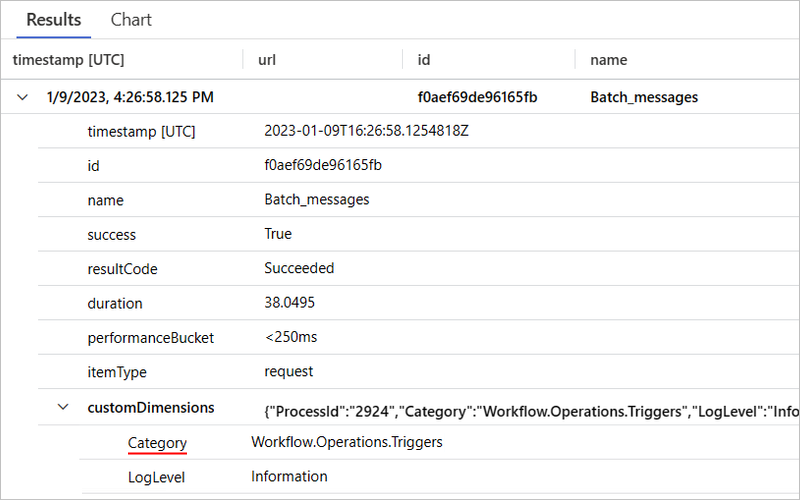 Results Chart
timestamp [UTC] url id name
1/9/2023, 4:26:58.125 PM f0aef69de96165fb Batch_messages
timestamp [UTC] 2023-01-09T16:26:58.1254818Z
id f0aef69de96165fb
name Batch_messages
success True
resultCode Succeeded
duration 38.0495
performanceBucket <250ms
itemType request
customDimensions {"ProcessId":"2924","Category":"Workflow.Operations.Triggers","LogLevel":"Info
Category Workflow.Operations.Triggers
LogLevel Information